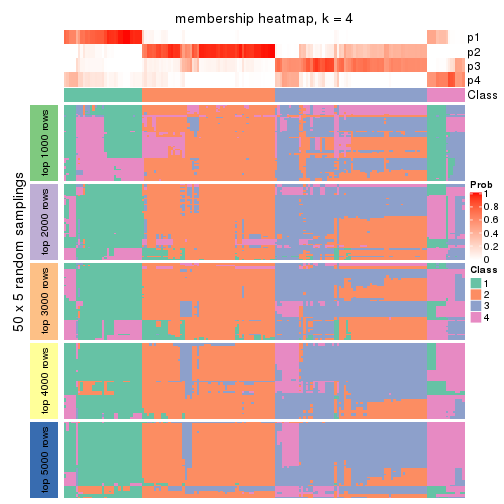 membership heatmap, k = 4
p1
p2
p3
p4
Class
50 x 5 random samplings
top 1000 rows
top 2000 rows
top 3000 rows
top 4000 rows
top 5000 rows
Prob
1
0.8
0.6
0.4
0.2
0
Class
1
2
3
4